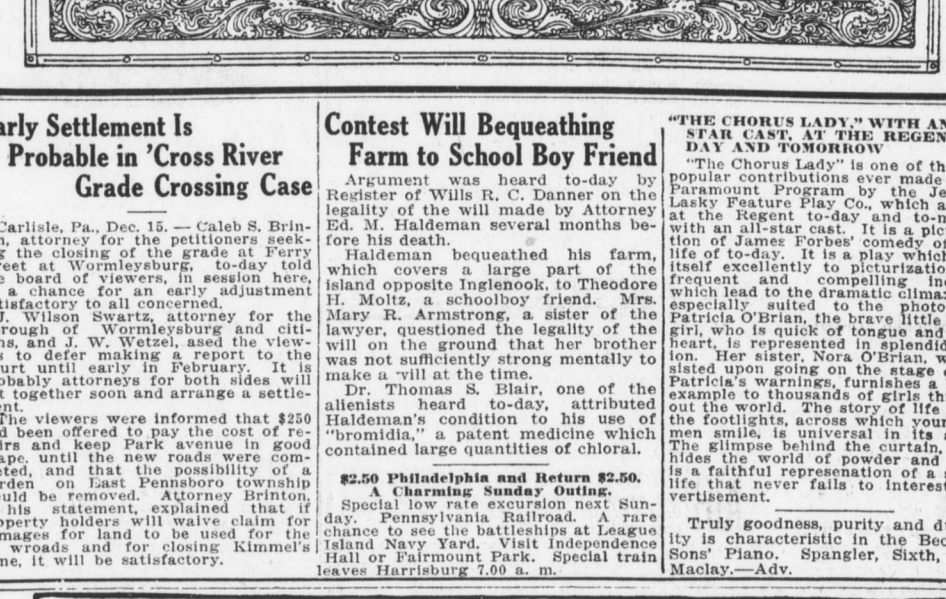 arly Settlement Is
Probable in 'Cross River
Grade Crossing Case
Carlisle, Pa., Dec. 15. — Caleb S. Brin-
n, attorney for the petitioners seek-
g the closing of the grade at Ferry
reet at Wormleysburg, to-day told
e board of viewers, in session here,
a chance for an early adjustment
tisfactory to all concerned.
J. Wilson Swartz, attorney for the
rough of Wormleysburg and citi-
ns, and J. W. Wetzel, ased the view-
s to defer making a report to the
urt until early in February. It is
obably attorneys for both sides will
t together soon and arrange a settle-
ent.
The viewers were informed that $250
d been offered to pay the cost of re-
irs and keep Park avenue in good
ape, until the new roads were com-
eted, and that the possibility of a
rden on East Pennsboro township
uld be removed. Attorney Brinton,
his statement, explained that if
operty holders will waive claim for
mages for land to be used for the
wroads and for closing Kimmel's
ne, it will be satisfactory.
Contest Will Bequeathing
Farm to School Boy Friend
Argument was heard to-day by
Register of Wills R. C. Danner on the
legality of the will made by Attorney
Ed. M. Haldeman several months be-
fore his death.
Haldeman bequeathed his farm,
which covers a large part of the
island opposite Inglenook, to Theodore
H. Moltz, a schoolboy friend. Mrs.
Mary R. Armstrong, a sister of the
lawyer, questioned the legality of the
will on the ground that her brother
was not sufficiently strong mentally to
make a will at the time.
Dr. Thomas S. Blair, one of the
alienists heard to-day, attributed
Haldeman's condition to his use of
"bromidia," a patent medicine which
contained large quantities of chloral.
$2.50 Philadelphia and Return $2.50.
A Charming Sunday Outing.
Special low rate excursion next Sun-
day. Pennsylvania Railroad. A rare
chance to see the battleships at League
Island Navy Yard. Visit Independence
Hall or Fairmount Park. Special train
leaves Harrisburg 7.00 a. m.
"THE CHORUS LADY," WITH AN
STAR CAST, AT THE REGEN
DAY AND TOMORROW
"The Chorus Lady" is one of th
popular contributions ever made
Paramount Program by the Je
Lasky Feature Play Co., which a
at the Regent to-day and to-m
with an all-star cast. It is a pic
tion of James Forbes' comedy of
life of to-day. It is a play which
itself excellently to picturizatio
frequent and compelling in
which lead to the dramatic climax
especially suited to the photo
Patricia O'Brian, the brave little
girl, who is quick of tongue and
heart, is represented in splendid
ion. Her sister, Nora O'Brian, w
sisted upon going on the stage
Patricia's warnings, furnishes a
example to thousands of girls th
out the world. The story of life
the footlights, across which your
men smile, is universal in its
The glimpse behind the curtain,
hides the world of powder and
is a faithful represenation of a
life that never fails to interest
vertisement.
Truly goodness, purity and d
ity is characteristic in the Bec
Sons' Piano. Spangler, Sixth,
Maclay.—Adv.